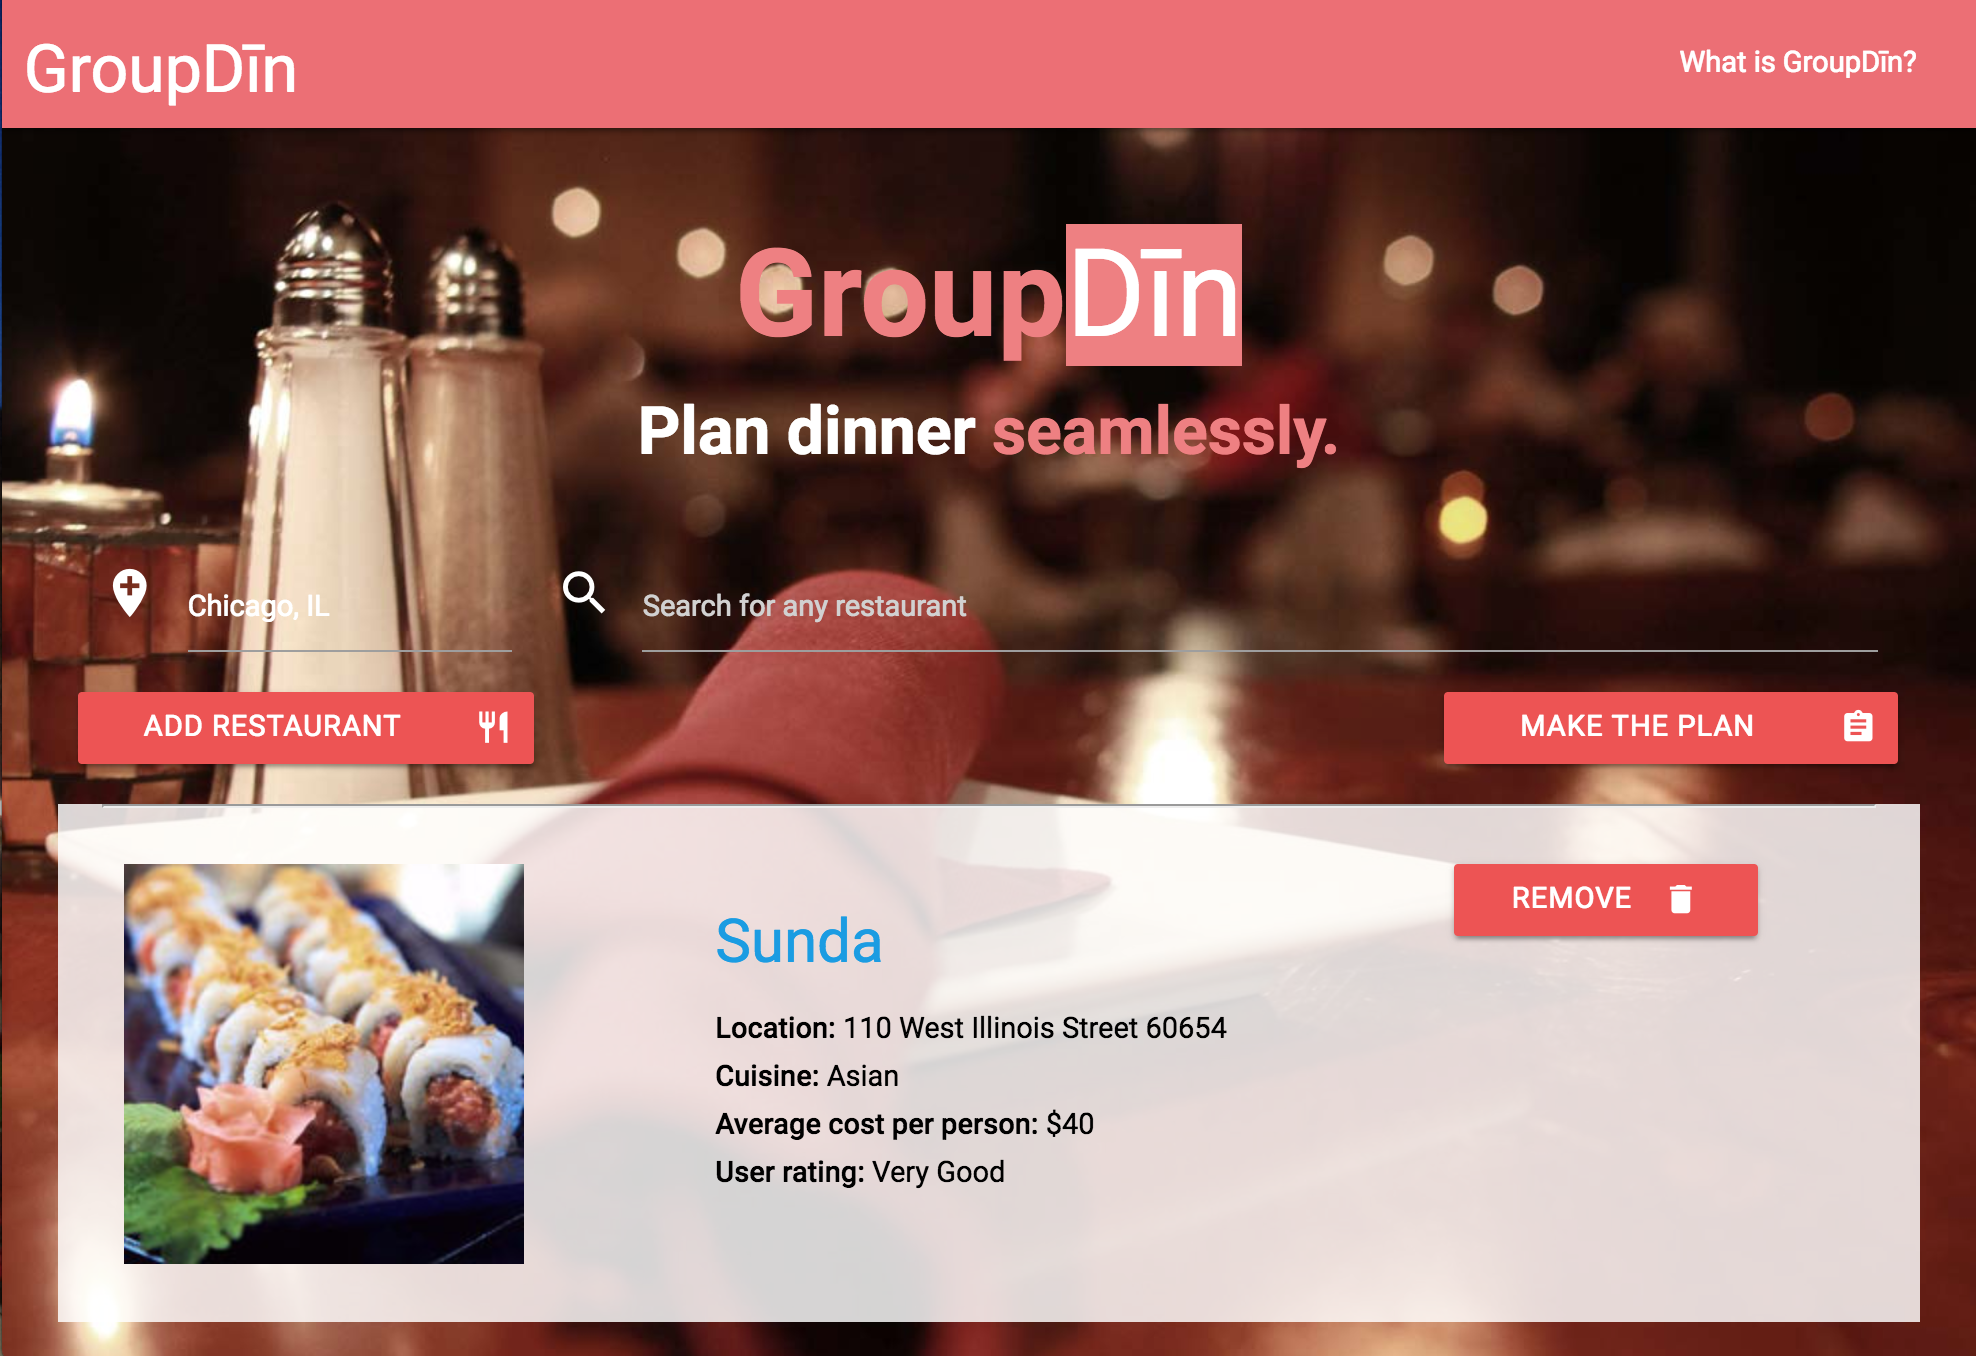 GroupDīn
What is GroupDīn?
GroupDīn
Plan dinner seamlessly.
Chicago, IL
Search for any restaurant
ADD RESTAURANT
MAKE THE PLAN
REMOVE
Sunda
Location: 110 West Illinois Street 60654
Cuisine: Asian
Average cost per person: $40
User rating: Very Good